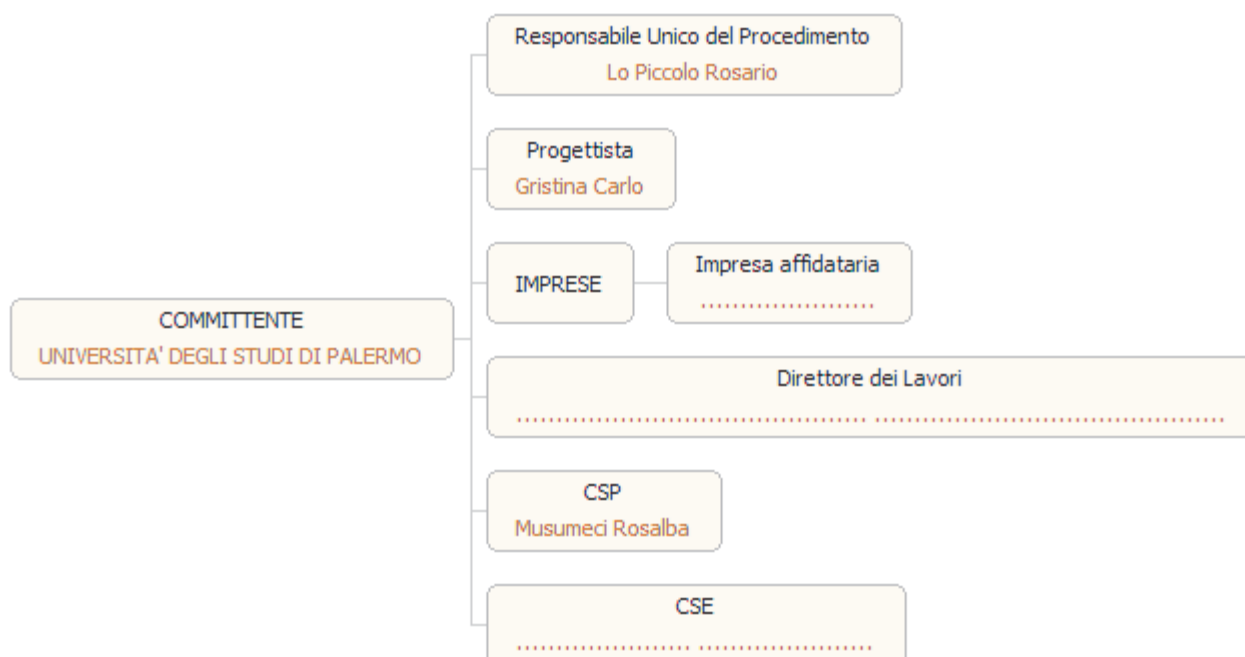 Responsabile Unico del Procedimento
Lo Piccolo Rosario
Progettista
Gristina Carlo
IMPRESE
Impresa affidataria
......................
COMMITTENTE
UNIVERSITA' DEGLI STUDI DI PALERMO
Direttore dei Lavori
............................................ ............................................
CSP
Musumeci Rosalba
CSE
...................... ......................